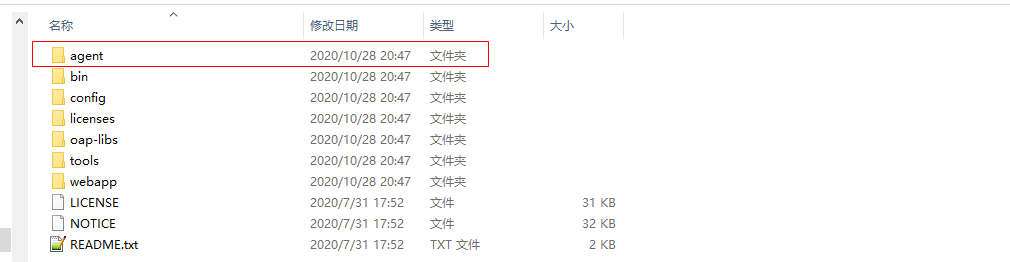 名称 修改日期 类型 大小
agent 2020/10/28 20:47 文件夹
bin 2020/10/28 20:47 文件夹
config 2020/10/28 20:47 文件夹
licenses 2020/10/28 20:47 文件夹
oap-libs 2020/10/28 20:47 文件夹
tools 2020/10/28 20:47 文件夹
webapp 2020/10/28 20:47 文件夹
LICENSE 2020/7/31 17:52 文件 31 KB
NOTICE 2020/7/31 17:52 文件 32 KB
README.txt 2020/7/31 17:52 TXT 文件 2 KB